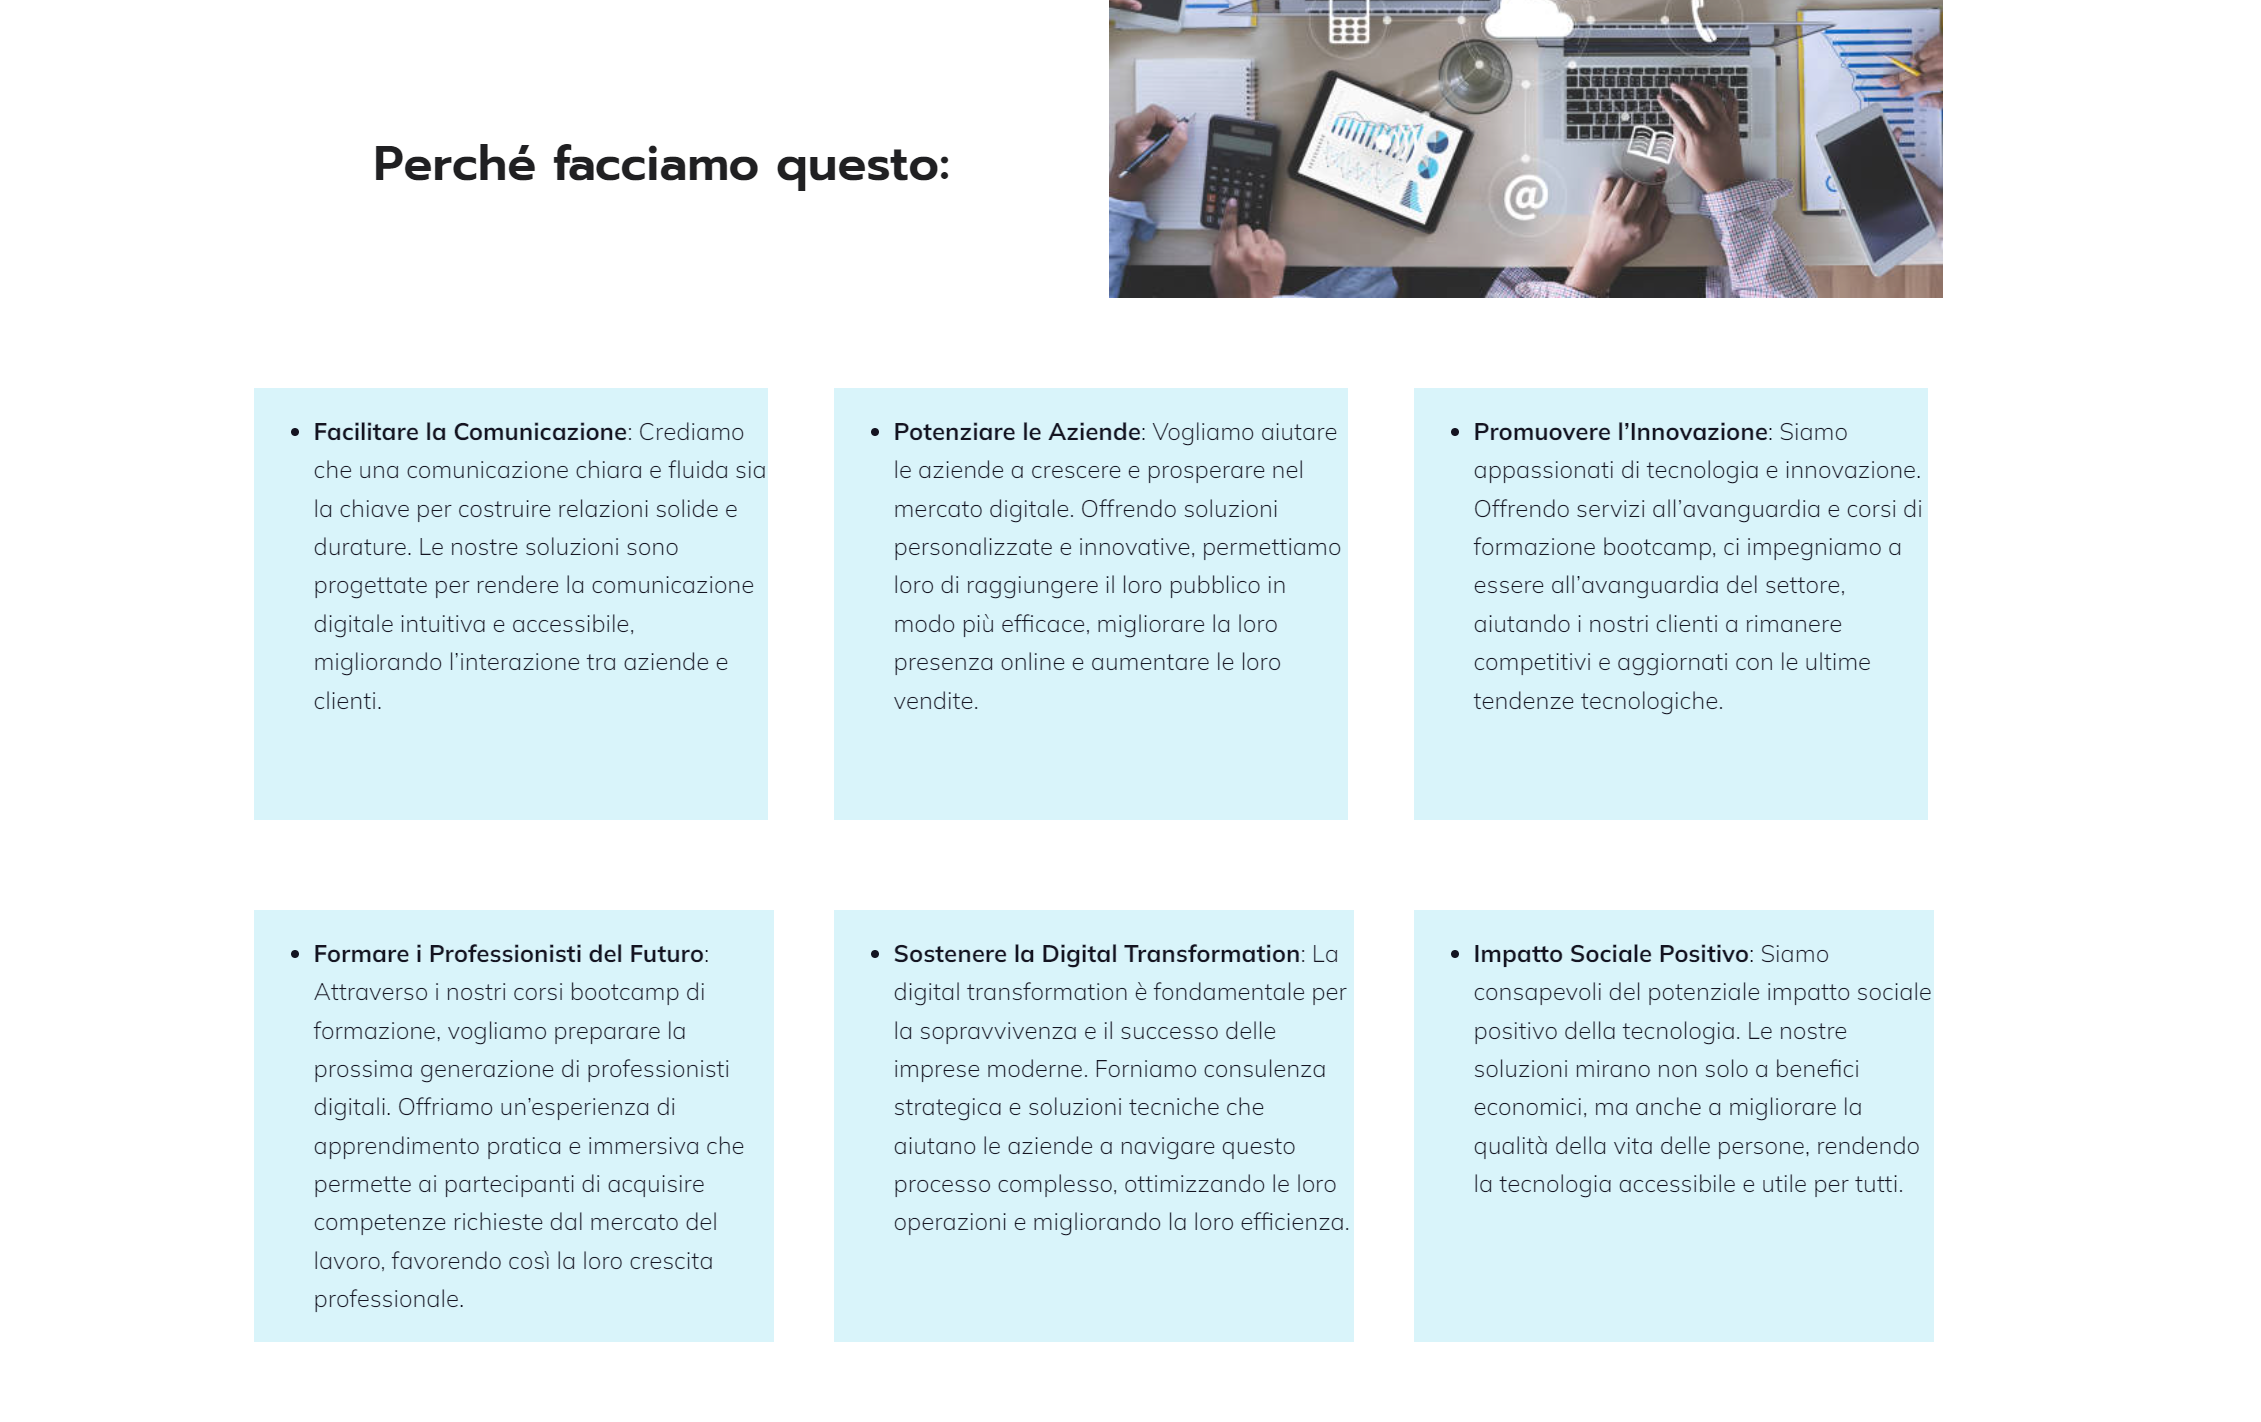 Perché facciamo questo:
@
• Facilitare la Comunicazione: Crediamo
che una comunicazione chiara e fluida sia
la chiave per costruire relazioni solide e
durature. Le nostre soluzioni sono
progettate per rendere la comunicazione
digitale intuitiva e accessibile,
migliorando l’interazione tra aziende e
clienti.
• Potenziare le Aziende: Vogliamo aiutare
le aziende a crescere e prosperare nel
mercato digitale. Offrendo soluzioni
personalizzate e innovative, permettiamo
loro di raggiungere il loro pubblico in
modo più efficace, migliorare la loro
presenza online e aumentare le loro
vendite.
• Promuovere l’Innovazione: Siamo
appassionati di tecnologia e innovazione.
Offrendo servizi all’avanguardia e corsi di
formazione bootcamp, ci impegniamo a
essere all’avanguardia del settore,
aiutando i nostri clienti a rimanere
competitivi e aggiornati con le ultime
tendenze tecnologiche.
• Formare i Professionisti del Futuro:
Attraverso i nostri corsi bootcamp di
formazione, vogliamo preparare la
prossima generazione di professionisti
digitali. Offriamo un’esperienza di
apprendimento pratica e immersiva che
permette ai partecipanti di acquisire
competenze richieste dal mercato del
lavoro, favorendo così la loro crescita
professionale.
• Sostenere la Digital Transformation: La
digital transformation è fondamentale per
la sopravvivenza e il successo delle
imprese moderne. Forniamo consulenza
strategica e soluzioni tecniche che
aiutano le aziende a navigare questo
processo complesso, ottimizzando le loro
operazioni e migliorando la loro efficienza.
• Impatto Sociale Positivo: Siamo
consapevoli del potenziale impatto sociale
positivo della tecnologia. Le nostre
soluzioni mirano non solo a benefici
economici, ma anche a migliorare la
qualità della vita delle persone, rendendo
la tecnologia accessibile e utile per tutti.